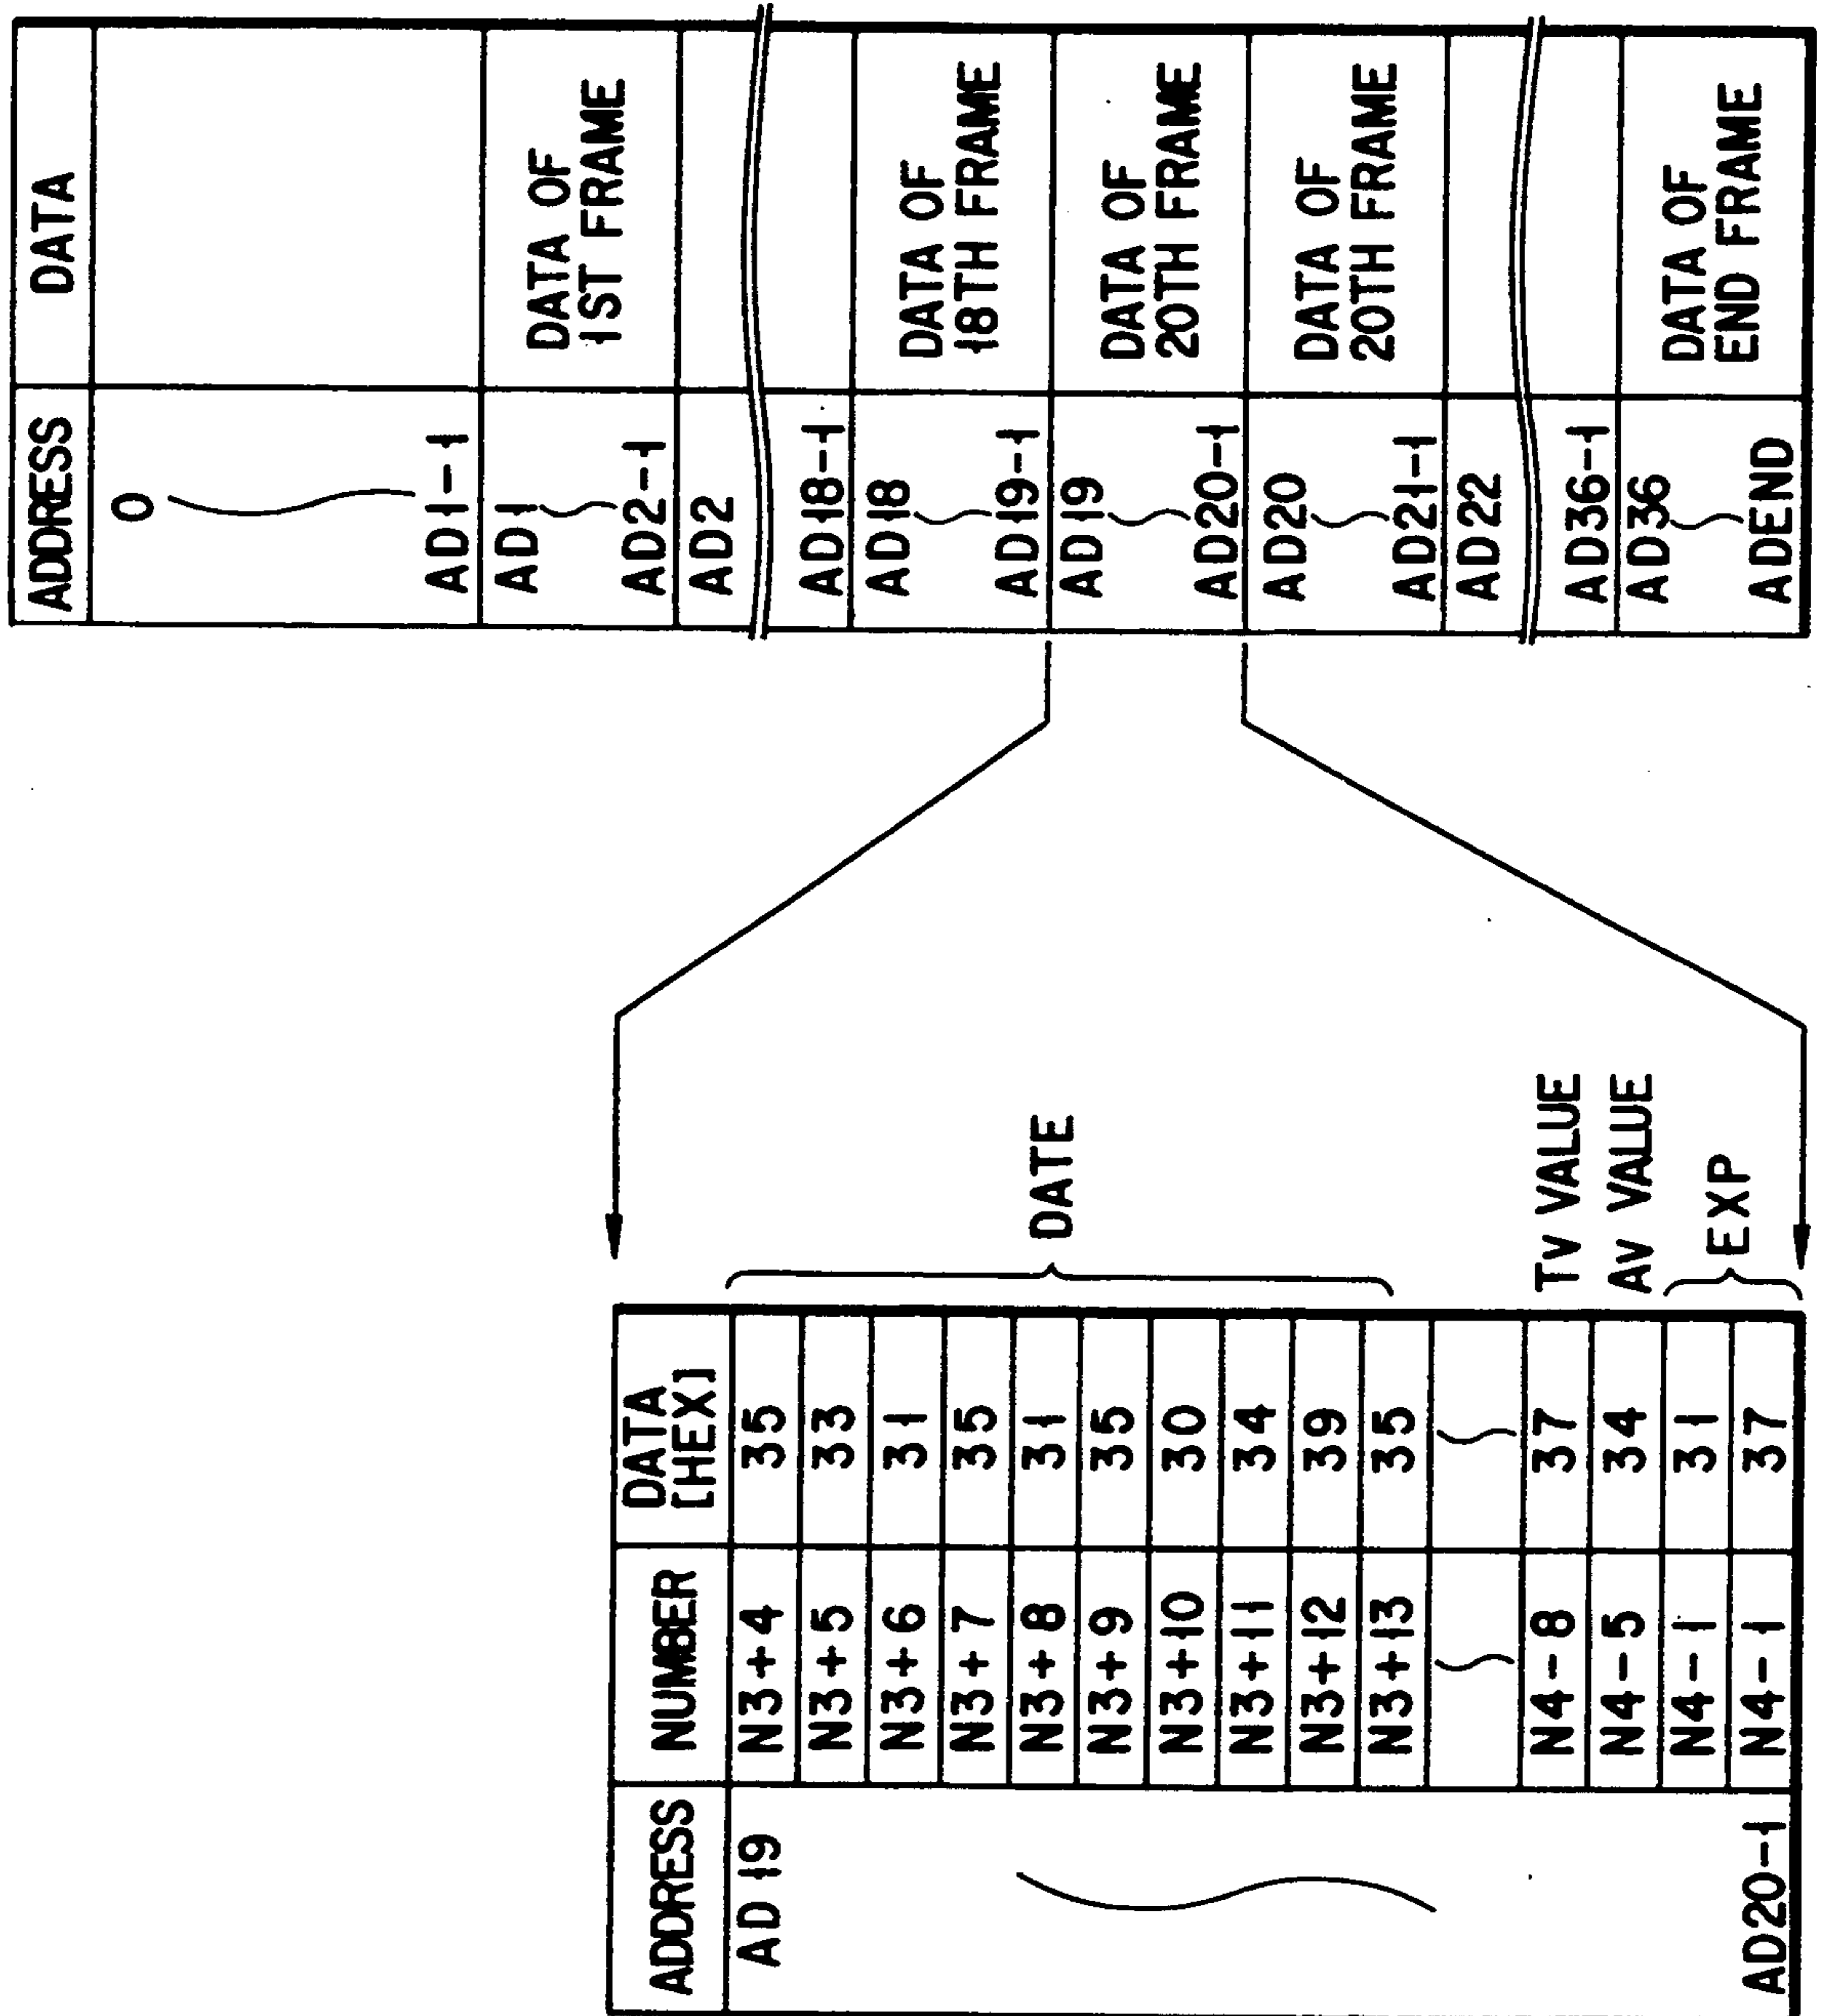 ADDRESS DATA
0
AD1-1
AD1 DATA OF
AD2-1 1ST FRAME
AD2
AD18-1
AD18 DATA OF
AD19-1 18TH FRAME
AD19 DATA OF
AD20-1 20TH FRAME
AD20 DATA OF
AD21-1 20TH FRAME
AD22
AD36-1
AD36 DATA OF
ADEND END FRAME
ADDRESS NUMBER DATA
[HEX]
AD19 N3+4 35
N3+5 33
N3+6 31
N3+7 35
N3+8 31
N3+9 35
N3+10 30
N3+11 34
N3+12 39
N3+13 35
DATE
N4-8 37 TV VALUE
N4-5 34 AV VALUE
N4-1 31
AD20-1 N4-1 37
EXP